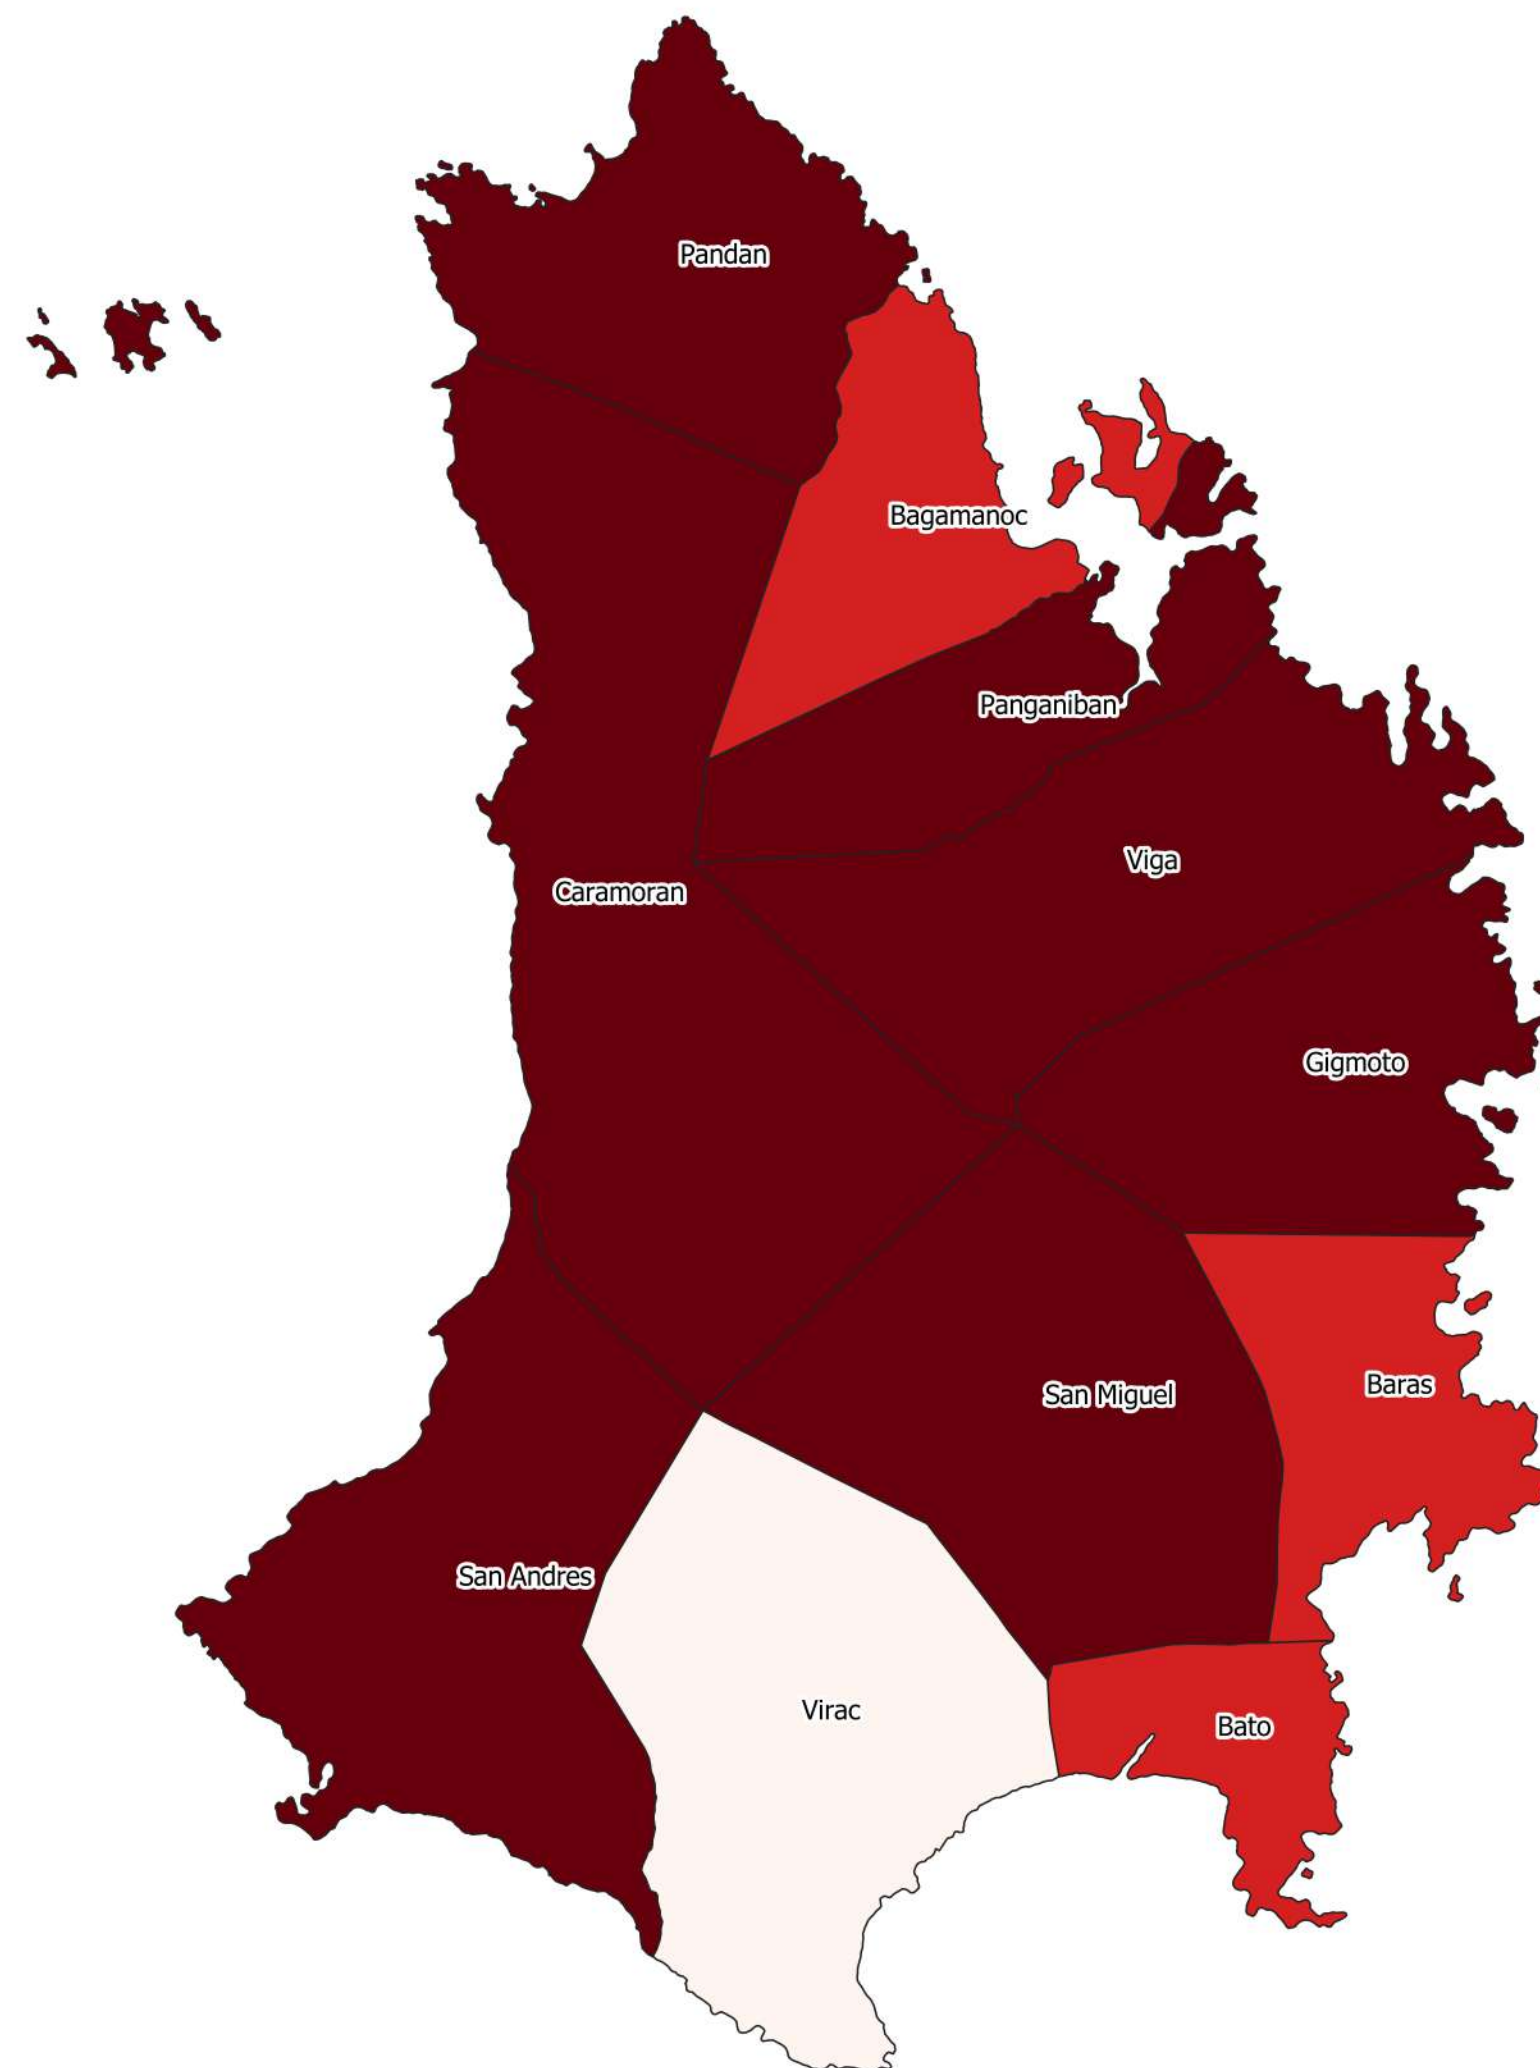 Pandan
Bagamanoc
Panganiban
Viga
Caramoran
Gigmoto
Baras
San Miguel
San Andres
Virac
Bato